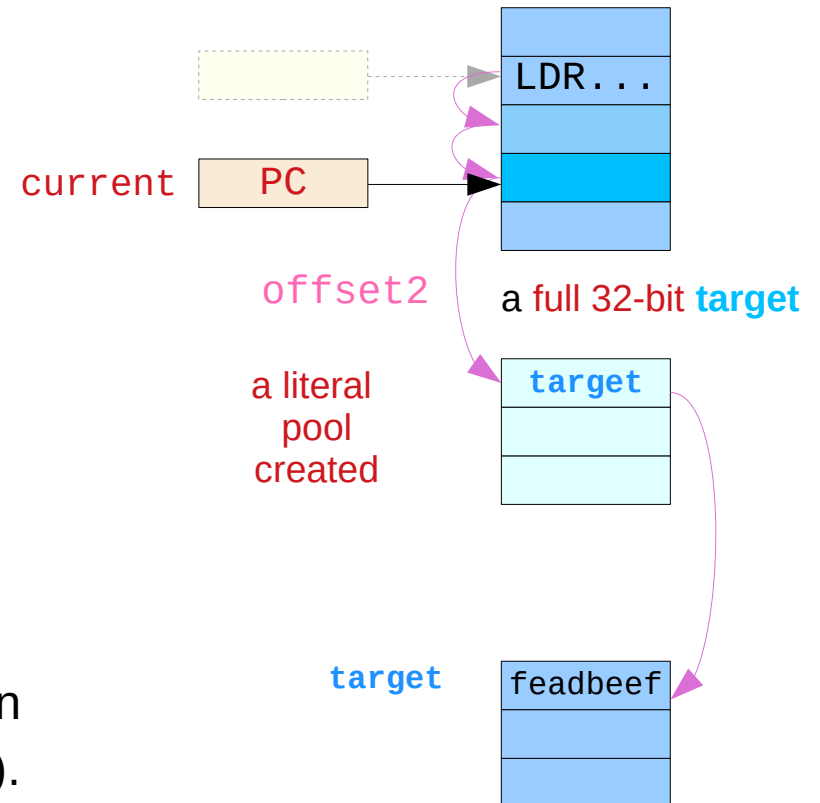 LDR...
current PC
offset2
a full 32-bit target
a literal
pool
created
target
target
feadbeef
n
).